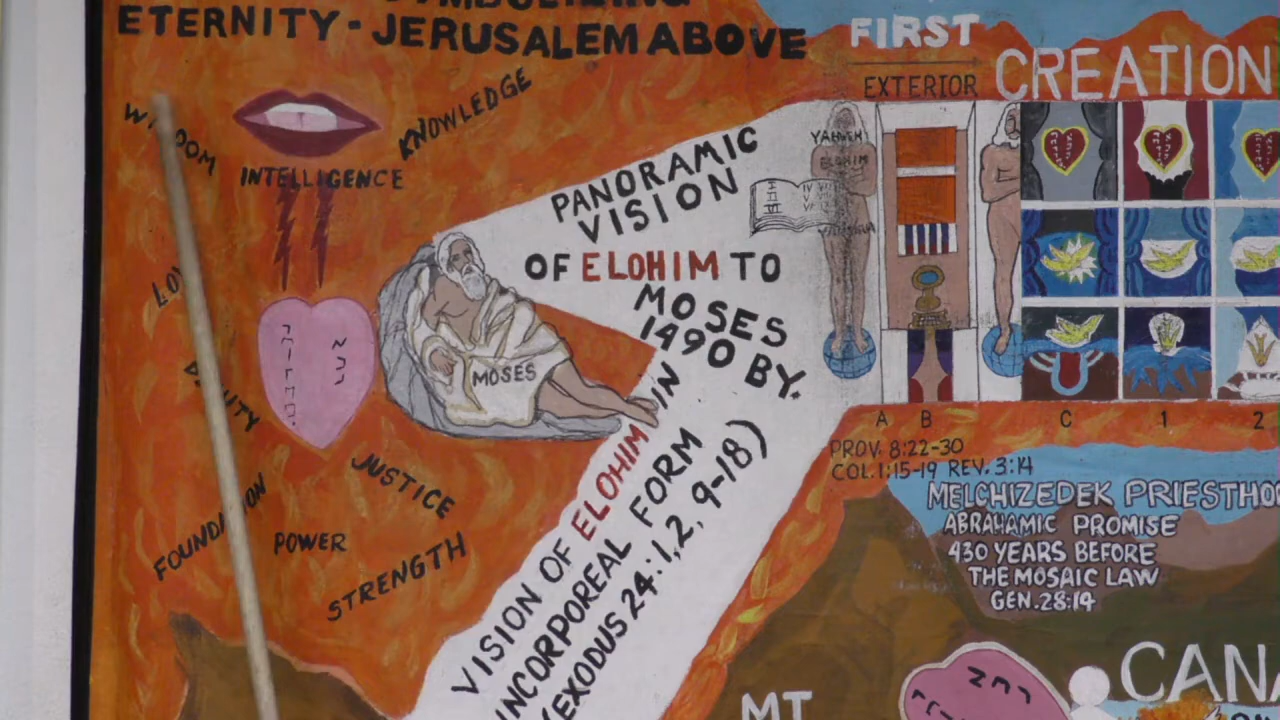 ETERNITY - JERUSALEM ABOVE
WISDOM
KNOWLEDGE
INTELLIGENCE
JUSTICE
POWER
STRENGTH
MOSES
PANORAMIC
VISION
OF ELOHIM TO
MOSES
1490 BY.
VISION OF ELOHIM IN
INCORPOREAL FORM
(EXODUS 24:1,2, 9-18)
FIRST
EXTERIOR
CREATION
YAHWEH
ELOHIM
A B C 1 2
PROV. 8:22-30
COL. 1:15-19 REV. 3:14
MELCHIZEDEK
ABRAHAMIC PROMISE
430 YEARS BEFORE
THE MOSAIC LAW
GEN. 28:14
MT